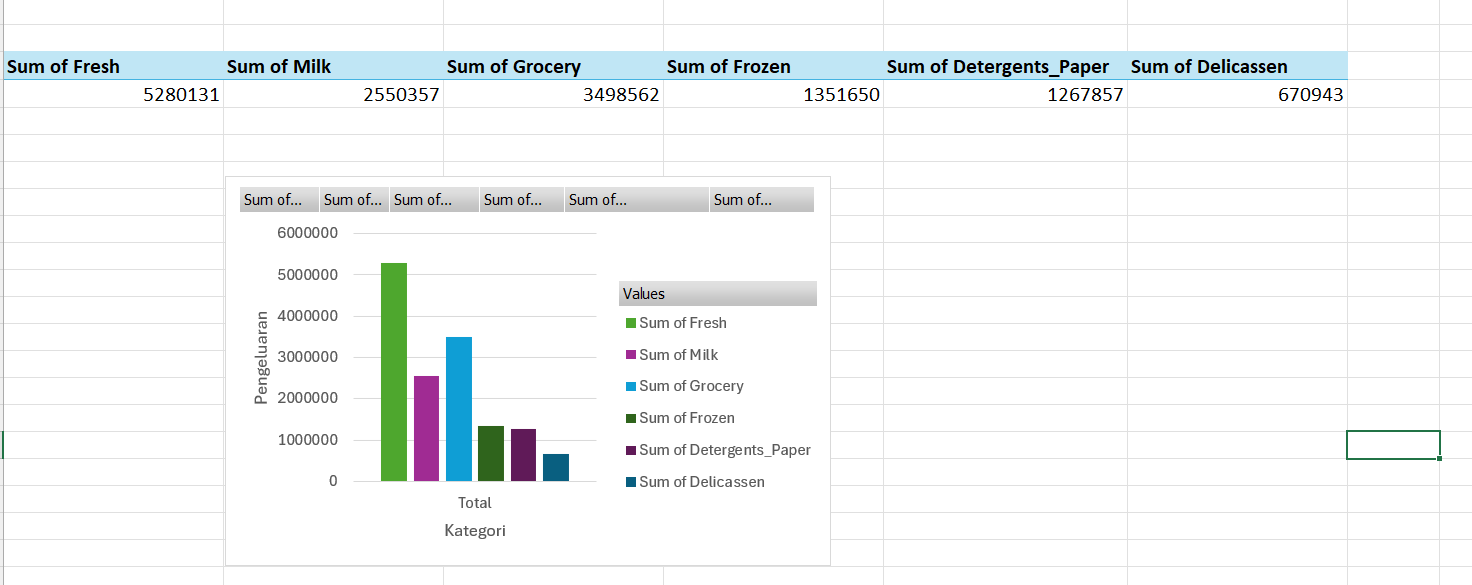 Sum of Fresh Sum of Milk Sum of Grocery Sum of Frozen Sum of Detergents_Paper Sum of Delicassen
5280131 2550357 3498562 1351650 1267857 670943
Sum of... Sum of... Sum of... Sum of... Sum of... Sum of...
6000000
5000000
4000000
3000000
2000000
1000000
0
Pengeluaran
Total
Kategori
Values
Sum of Fresh
Sum of Milk
Sum of Grocery
Sum of Frozen
Sum of Detergents_Paper
Sum of Delicassen